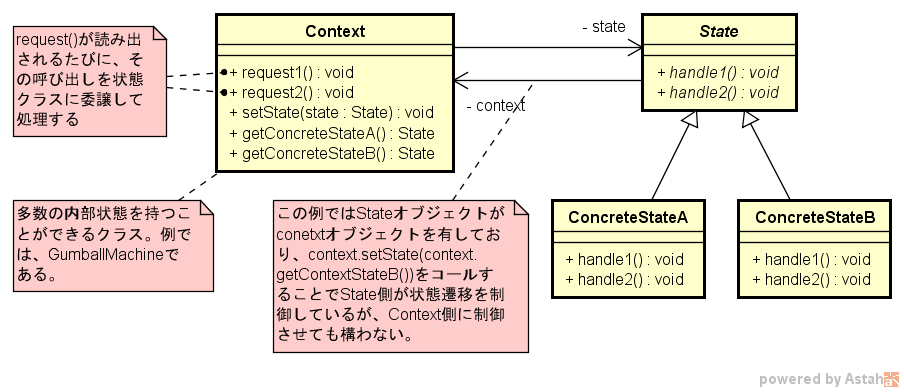 request()が読み出
されるたびに、そ
の呼び出しを状態
クラスに委譲して
処理する
Context
+ request1() : void
+ request2() : void
+ setState(state : State) : void
+ getConcreteStateA() : State
+ getConcreteStateB() : State
- state
- context
State
+ handle1() : void
+ handle2() : void
多数の内部状態を持つこ
とができるクラス。例で
は、GumballMachineで
ある。
この例ではStateオブジェクトが
conetxtオブジェクトを有してお
り、context.setState(context.
getContextStateB())をコールす
ることでState側が状態遷移を制
御しているが、Context側に制御
させても構わない。
ConcreteStateA
+ handle1() : void
+ handle2() : void
ConcreteStateB
+ handle1() : void
+ handle2() : void
powered by Astah